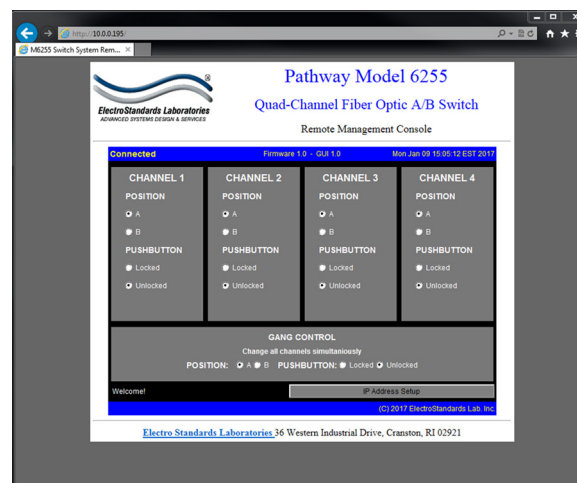 http://10.0.0.195/
M6255 Switch System Rem...
ElectroStandards Laboratories
ADVANCED SYSTEMS DESIGN & SERVICES
®
Pathway Model 6255
Quad-Channel Fiber Optic A/B Switch
Remote Management
Console
Connected
Firmware 1.0 - GUI 1.0
Mon Jan 09 15:05:12 EST 2017
CHANNEL 1
POSITION
A
B
PUSHBUTTON
Locked
Unlocked
CHANNEL 2
POSITION
A
B
PUSHBUTTON
Locked
Unlocked
CHANNEL 3
POSITION
A
B
PUSHBUTTON
Locked
Unlocked
CHANNEL 4
POSITION
A
B
PUSHBUTTON
Locked
Unlocked
GANG CONTROL
Change all channels simultaniously
POSITION: A B PUSHBUTTON: Locked Unlocked
Welcome!
IP Address Setup
(C) 2017 ElectroStandards Lab. Inc.
Electro Standards Laboratories 36 Western Industrial Drive, Cranston, RI 02921